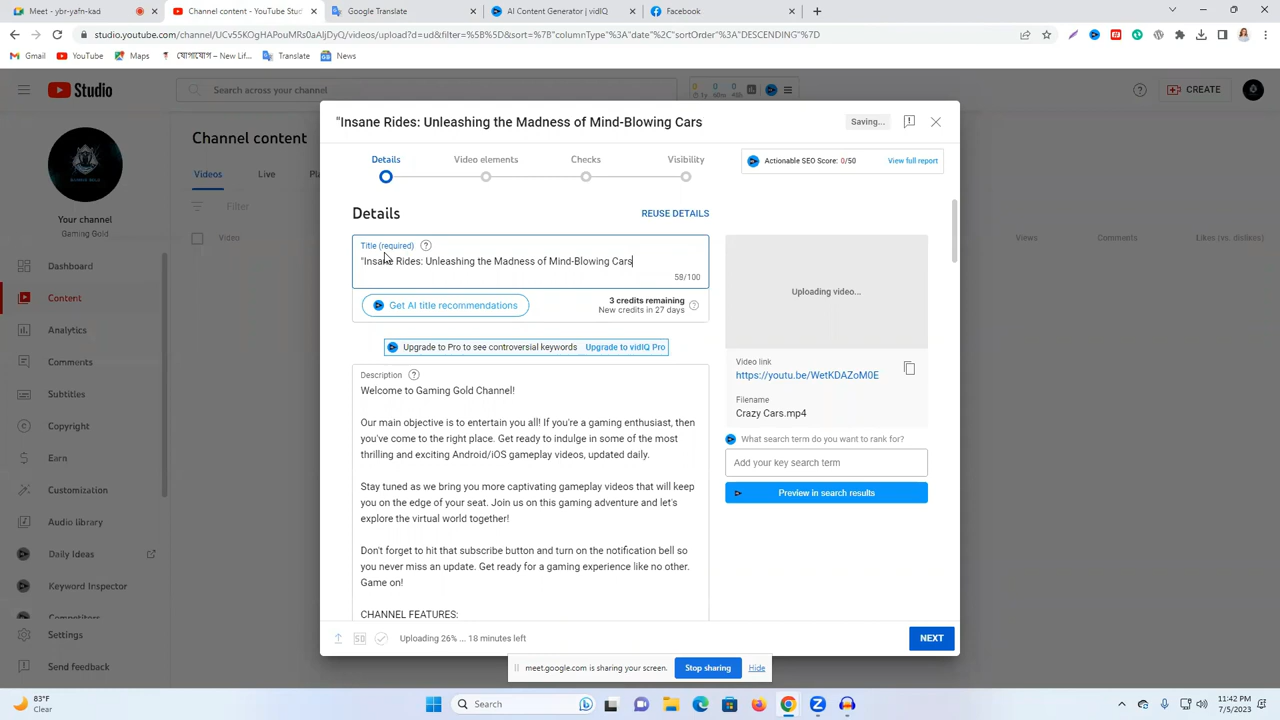 Meet - ybr-yafp-kad
Channel content - YouTube Stu
Google Translate
AI Content Generator | vidIQ
Facebook
studio.youtube.com/channel/UCv55KOgHAPouMRs0aAIjDyQ/videos/upload?d=ud&filter=%5B%5D&sort=%7B"columnType"%3A"date"%2C"sortOrder"%3A"DESCENDING"%7D
Gmail
YouTube
Maps
যোগাযোগ – New Lif...
Translate
News
Studio
Search across your channel
CREATE
Your channel
Gaming Gold
Dashboard
Content
Analytics
Comments
Subtitles
Copyright
Earn
Customization
Audio library
Daily Ideas
Keyword Inspector
Competitors
Settings
Send feedback
Channel content
Videos
Live
Filter
Video
Views
Comments
Likes (vs. dislikes)
"Insane Rides: Unleashing the Madness of Mind-Blowing Cars
Saving...
Details
Video elements
Checks
Visibility
Actionable SEO Score: 0/50
View full report
Details
REUSE DETAILS
Title (required)
"Insane Rides: Unleashing the Madness of Mind-Blowing Cars
58/100
Get AI title recommendations
3 credits remaining
New credits in 27 days
Upgrade to Pro to see controversial keywords Upgrade to vidIQ Pro
Description
Welcome to Gaming Gold Channel!
Our main objective is to entertain you all! If you're a gaming enthusiast, then
you've come to the right place. Get ready to indulge in some of the most
thrilling and exciting Android/iOS gameplay videos, updated daily.
Stay tuned as we bring you more captivating gameplay videos that will keep
you on the edge of your seat. Join us on this gaming adventure and let's
explore the virtual world together!
Don't forget to hit that subscribe button and turn on the notification bell so
you never miss an update. Get ready for a gaming experience like no other.
Game on!
CHANNEL FEATURES:
Uploading video...
Video link
https://youtu.be/WetKDAZoM0E
Filename
Crazy Cars.mp4
What search term do you want to rank for?
Add your key search term
Preview in search results
Uploading 26% ... 18 minutes left
NEXT
meet.google.com is sharing your screen.
Stop sharing
Hide
83°F
Clear
Search
11:42 PM
7/5/2023